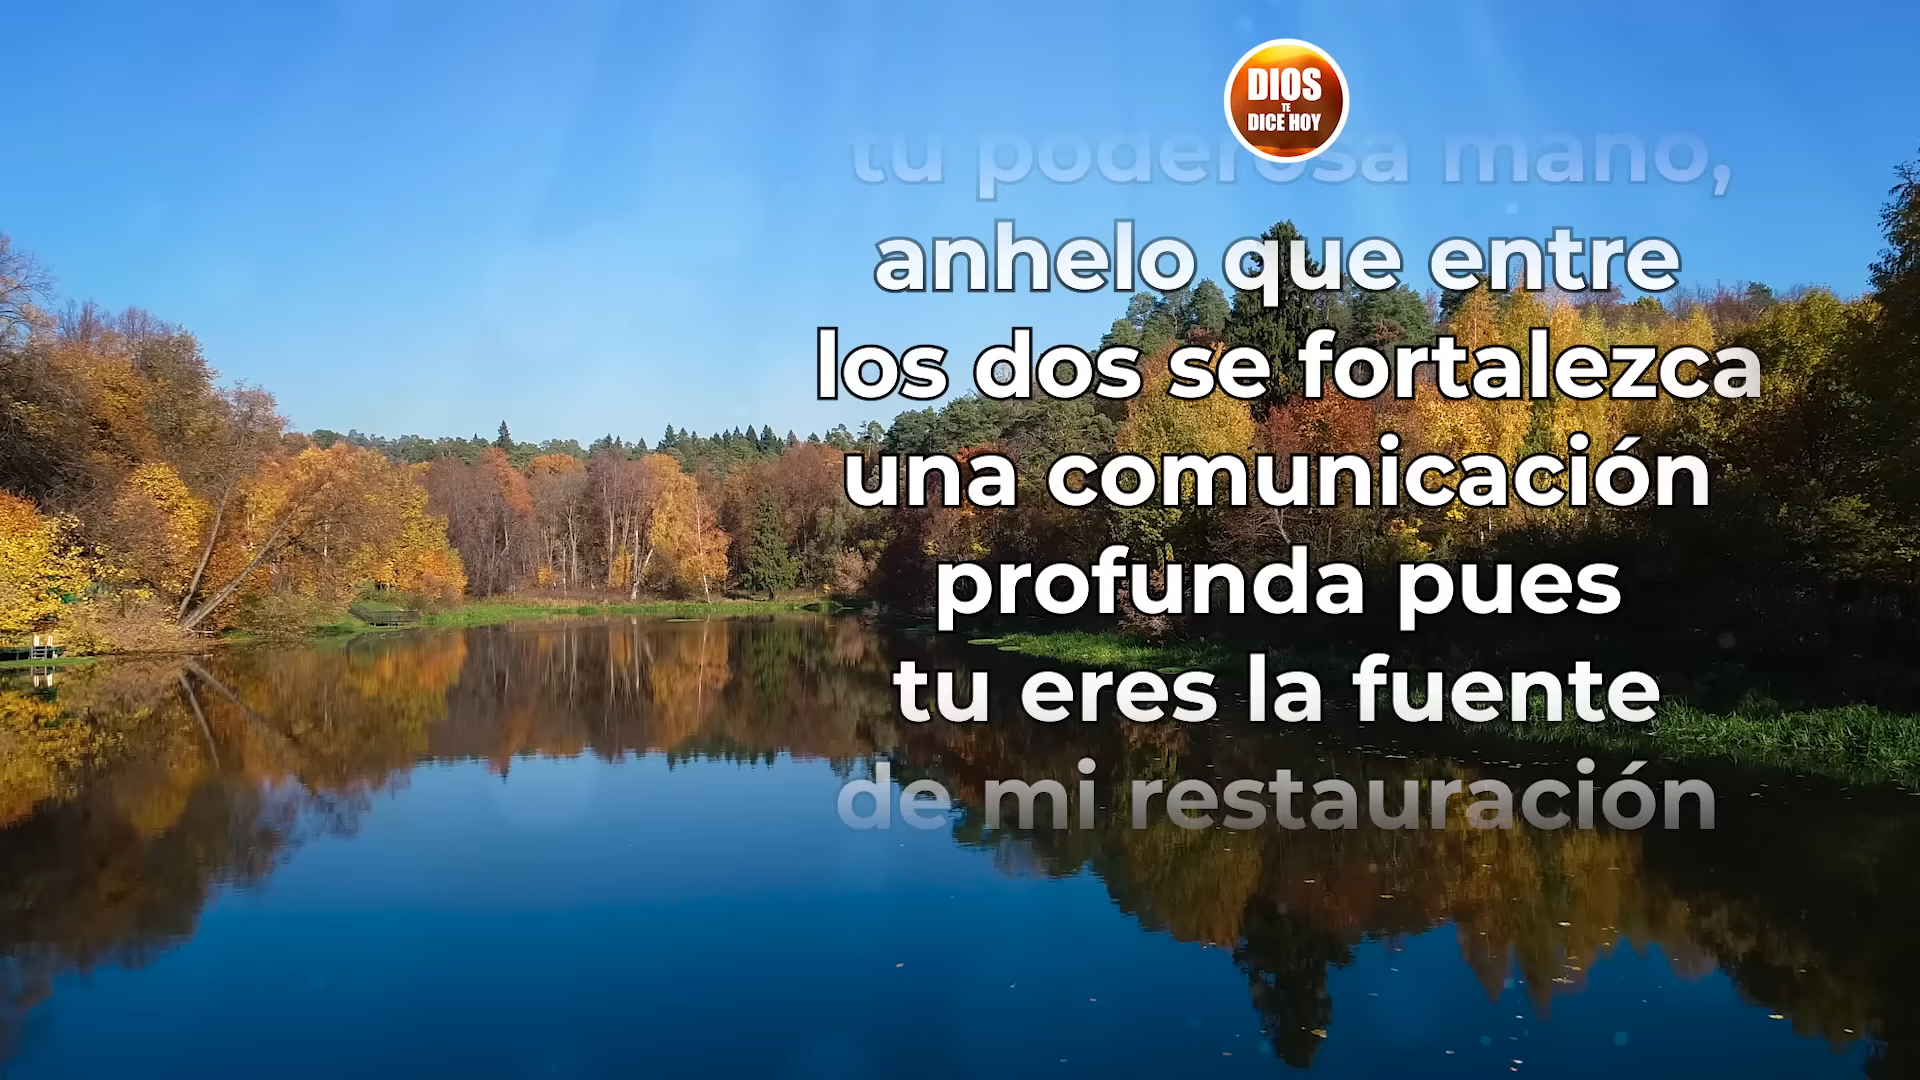 DIOS
TE
DICE HOY
tu poderosa mano,
anhelo que entre
los dos se fortalezca
una comunicación
profunda pues
tu eres la fuente
de mi restauración